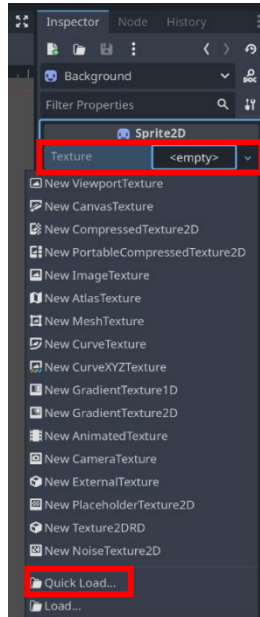 Inspector Node History
Background
DOC
Filter Properties
Sprite2D
Texture <empty>
New ViewportTexture
New CanvasTexture
New CompressedTexture2D
New PortableCompressedTexture2D
New ImageTexture
New AtlasTexture
New MeshTexture
New CurveTexture
New CurveXYZTexture
New GradientTexture1D
New GradientTexture2D
New AnimatedTexture
New CameraTexture
New ExternalTexture
New PlaceholderTexture2D
New Texture2DRD
New NoiseTexture2D
Quick Load...
Load...